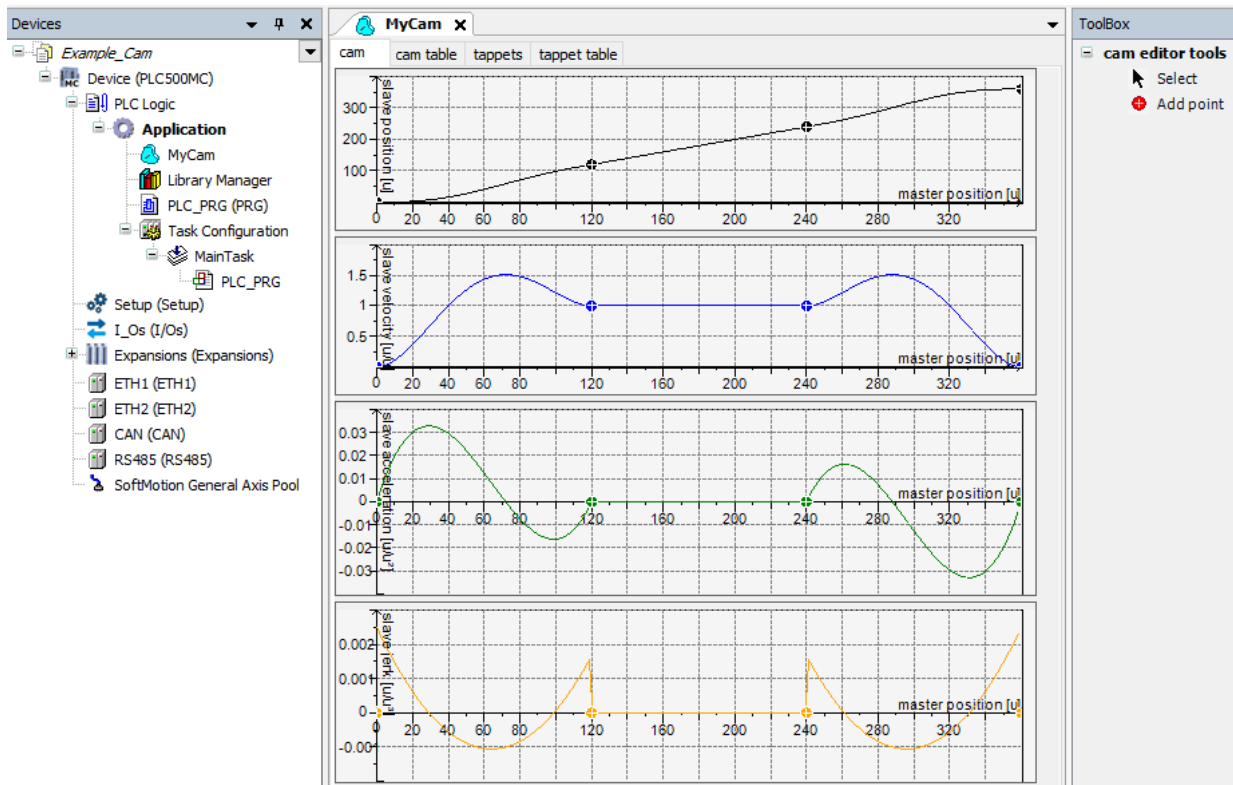 Devices
Example_Cam
Device (PLC500MC)
PLC Logic
Application
MyCam
Library Manager
PLC_PRG (PRG)
Task Configuration
MainTask
PLC_PRG
Setup (Setup)
I_Os (I/Os)
Expansions (Expansions)
ETH1 (ETH1)
ETH2 (ETH2)
CAN (CAN)
RS485 (RS485)
SoftMotion General Axis Pool
MyCam
cam cam table tappets tappet table
slave position [u]
300
200
100
master position [u]
0 20 40 60 80 120 160 200 240 280 320
slave velocity [u/u]
1.5
1
0.5
master position [u]
0 20 40 60 80 120 160 200 240 280 320
slave acceleration [u/u²]
0.03
0.02
0.01
0
-0.01
-0.02
-0.03
master position [u]
0 20 40 60 80 120 160 200 240 280 320
slave jerk [u/u³]
0.002
0.001
0
-0.001
master position [u]
0 20 40 60 80 120 160 200 240 280 320
ToolBox
cam editor tools
Select
Add point